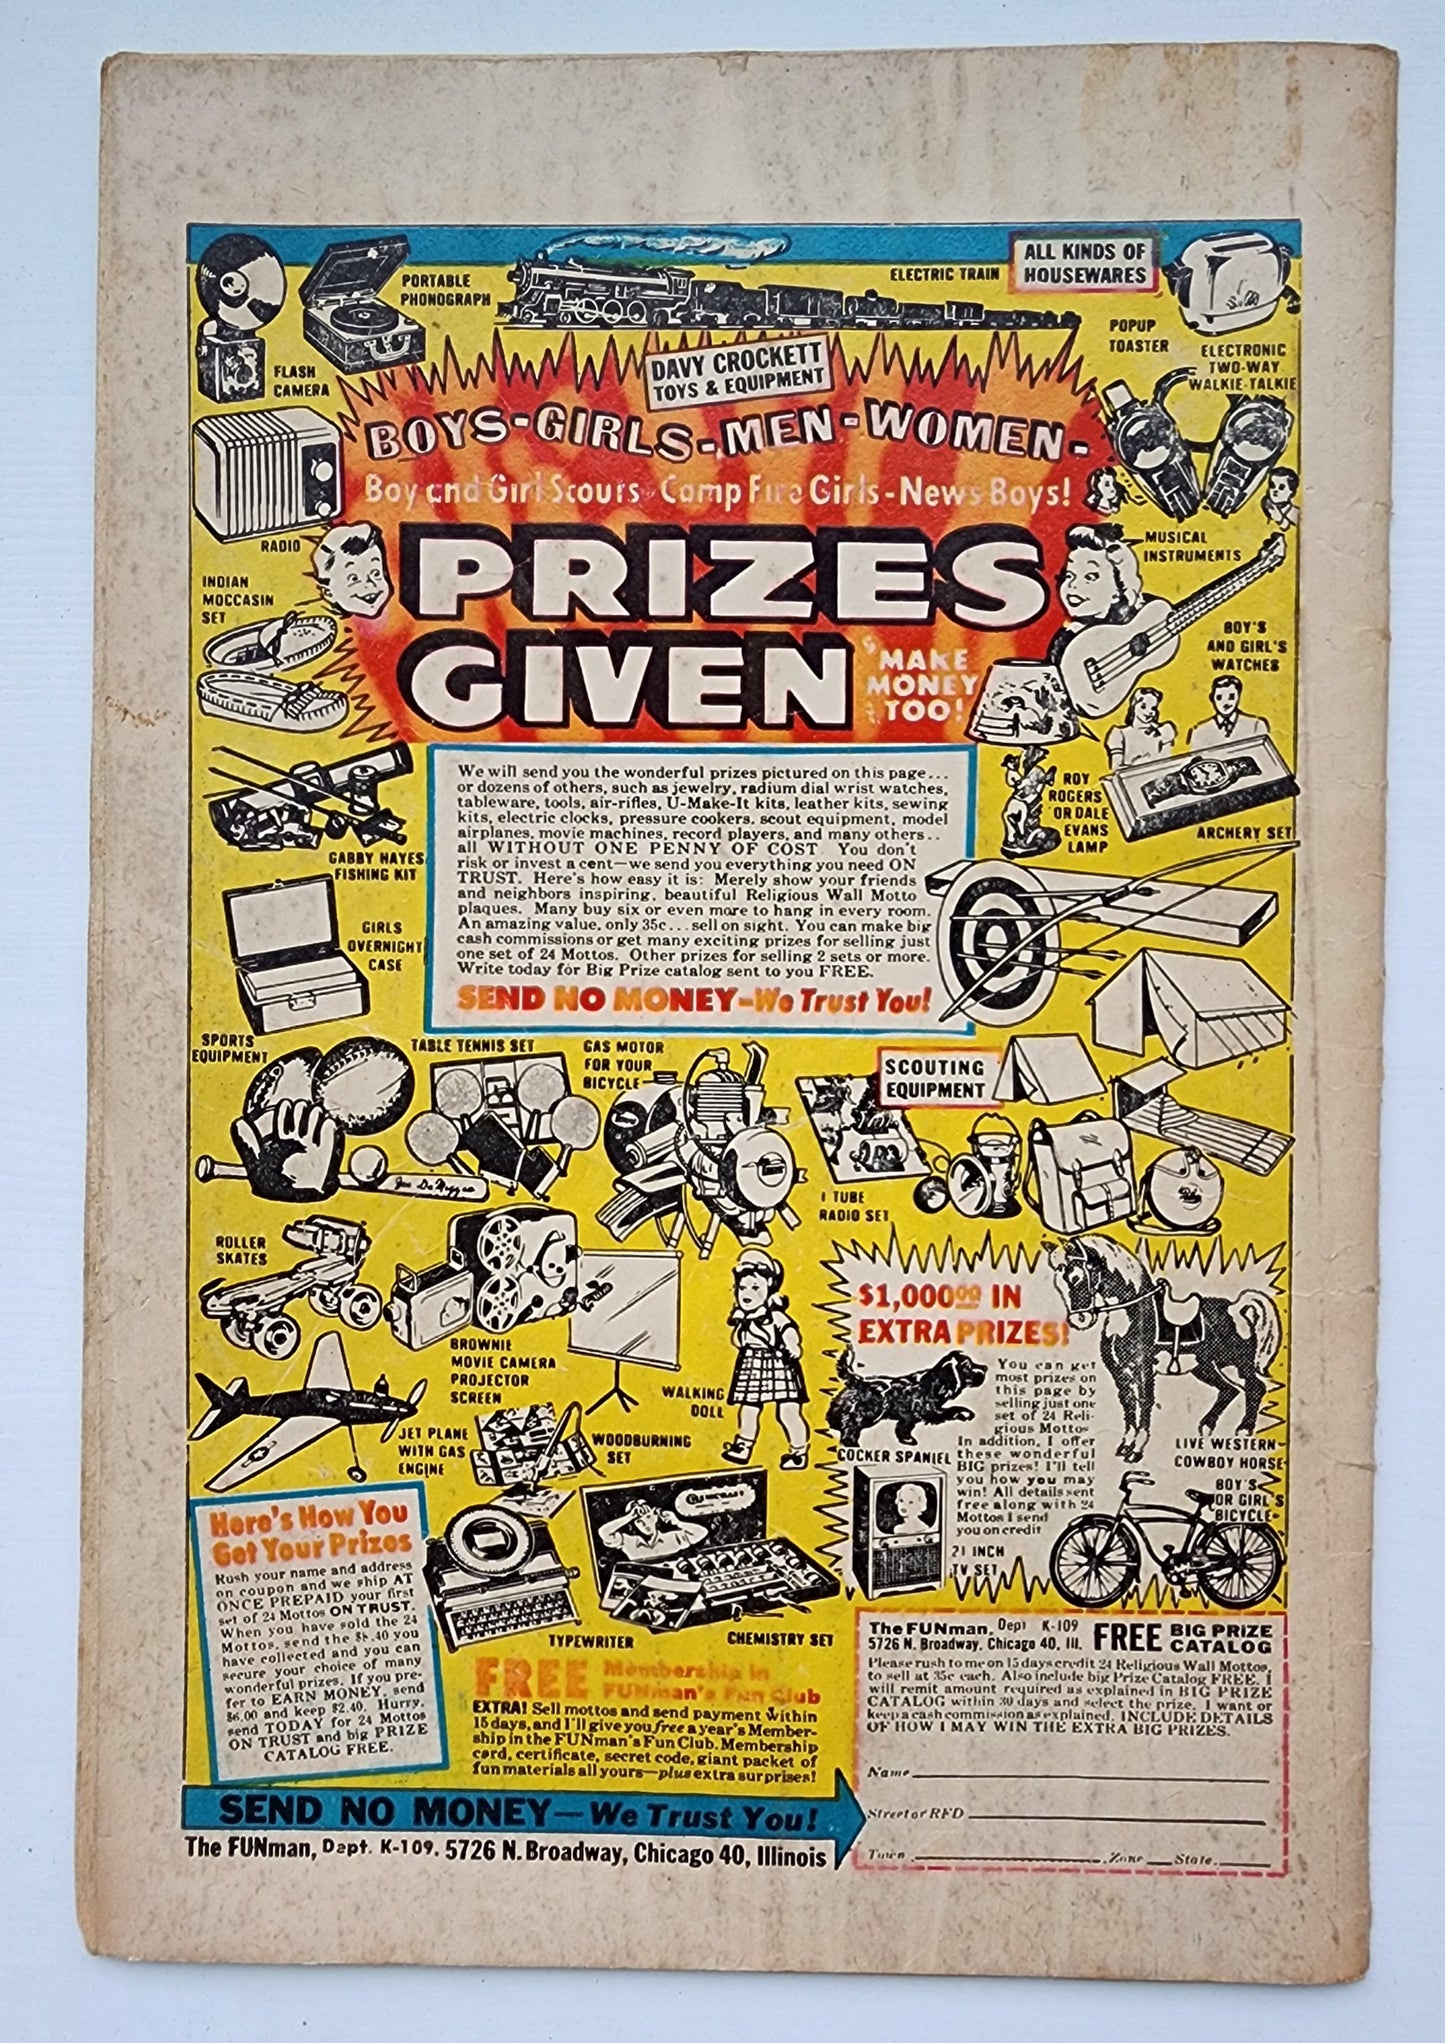 PORTABLE
PHONOGRAPH
ELECTRIC TRAIN
ALL KINDS OF
HOUSEWARES
FLASH
CAMERA
DAVY CROCKETT
TOYS & EQUIPMENT
POPUP
TOASTER
ELECTRONIC
TWO-WAY
WALKIE-TALKIE
BOYS-GIRLS-MEN-WOMEN-
Boy and Girl Scouts - Camp Fire Girls - News Boys!
PRIZES
GIVEN
"MAKE
MONEY
TOO!
RADIO
INDIAN
MOCCASIN
SET
MUSICAL
INSTRUMENTS
BOY'S
AND GIRL'S
WATCHES
ROY
ROGERS
OR DALE
EVANS
LAMP
ARCHERY SET
GABBY HAYES
FISHING KIT
GIRLS
OVERNIGHT
CASE
We will send you the wonderful prizes pictured on this page...
or dozens of others, such as jewelry, radium dial wrist watches,
tableware, tools, air-rifles, U-Make-It kits, leather kits, sewing
kits, electric clocks, pressure cookers, scout equipment, model
airplanes, movie machines, record players, and many others..
all WITHOUT ONE PENNY OF COST. You don't
risk or invest a cent—we send you everything you need ON
TRUST. Here's how easy it is: Merely show your friends
and neighbors inspiring, beautiful Religious Wall Motto
plaques. Many buy six or even more to hang in every room.
An amazing value, only 35c...sell on sight. You can make big
cash commissions or get many exciting prizes for selling just
one set of 24 Mottos. Other prizes for selling 2 sets or more.
Write today for Big Prize catalog sent to you FREE.
SEND NO MONEY—We Trust You!
SPORTS
EQUIPMENT
TABLE TENNIS SET
GAS MOTOR
FOR YOUR
BICYCLE
SCOUTING
EQUIPMENT
1 TUBE
RADIO SET
ROLLER
SKATES
BROWNIE
MOVIE CAMERA
PROJECTOR
SCREEN
WALKING
DOLL
JET PLANE
WITH GAS
ENGINE
WOODBURNING
SET
$1,000.00 IN
EXTRA PRIZES!
You can get
most prizes on
this page by
selling just one
set of 24 Reli-
gious Mottos
In addition, I offer
these wonderful
BIG prizes! I'll tell
you how you may
win! All details sent
free along with 24
Mottos I send
you on credit
COCKER SPANIEL
LIVE WESTERN
COWBOY HORSE
BOY'S
OR GIRL'S
BICYCLE
21 INCH
TV SET
TYPEWRITER
CHEMISTRY SET
Here's How You
Get Your Prizes
Rush your name and address
on coupon and we ship AT
ONCE PREPAID your first
set of 24 Mottos ON TRUST.
When you have sold the 24
Mottos, send the $8.40 you
have collected and you can
secure your choice of many
wonderful prizes. If you pre-
fer to EARN MONEY, send
$6.00 and keep $2.40. Hurry,
send TODAY for 24 Mottos
ON TRUST and big PRIZE
CATALOG FREE.
FREE Membership in
FUNman's Fun Club
EXTRA! Sell mottos and send payment within
15 days, and I'll give you free a year's Member-
ship in the FUNman's Fun Club. Membership
card, certificate, secret code, giant packet of
fun materials all yours—plus extra surprises!
SEND NO MONEY—We Trust You!
The FUNman, Dept. K-109, 5726 N. Broadway, Chicago 40, Illinois
The FUNman, Dept K-109
5726 N. Broadway, Chicago 40, Ill.
FREE BIG PRIZE
CATALOG
Please rush to me on 15 days credit 24 Religious Wall Mottos,
to sell at 35c each. Also include big Prize Catalog FREE. I
will remit amount required as explained in BIG PRIZE
CATALOG within 30 days and select the prize, I want or
keep a cash commission as explained. INCLUDE DETAILS
OF HOW I MAY WIN THE EXTRA BIG PRIZES.
Name
Street or RFD
Town Zone State